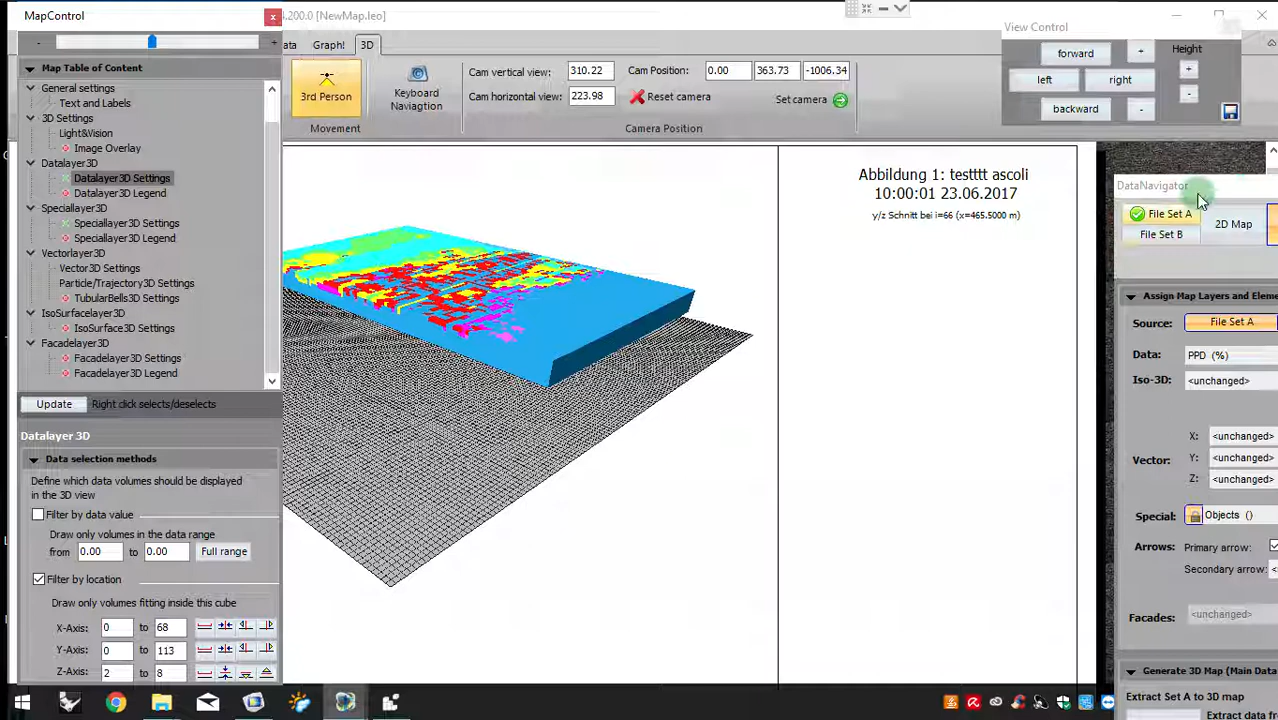 MapControl
.200.0 [NewMap.leo]
- +
Map Table of Content
General settings
Text and Labels
3D Settings
Light&Vision
Image Overlay
Datalayer3D
Datalayer3D Settings
Datalayer3D Legend
Speciallayer3D
Speciallayer3D Settings
Speciallayer3D Legend
Vectorlayer3D
Vector3D Settings
Particle/Trajectory3D Settings
TubularBells3D Settings
IsoSurfacelayer3D
IsoSurface3D Settings
Facadelayer3D
Facadelayer3D Settings
Facadelayer3D Legend
Update Right click selects/deselects
Datalayer 3D
Data selection methods
Define which data volumes should be displayed
in the 3D view
Filter by data value
Draw only volumes in the data range
from 0.00 to 0.00 Full range
Filter by location
Draw only volumes fitting inside this cube
X-Axis: 0 to 68
Y-Axis: 0 to 113
Z-Axis: 2 to 8
ata Graph! 3D
3rd Person
Keyboard
Naviagtion
Movement
Cam vertical view: 310.22 Cam Position: 0.00 363.73 -1006.34
Cam horizontal view: 223.98 Reset camera Set camera
Camera Position
View Control
forward + Height
left right +
backward - -
Abbildung 1: testttt ascoli
10:00:01 23.06.2017
y/z Schnitt bei i=66 (x=465.5000 m)
DataNavigator
File Set A
File Set B
2D Map
Assign Map Layers and Eleme
Source: File Set A
Data: PPD (%)
Iso-3D: <unchanged>
X: <unchanged>
Vector: Y: <unchanged>
Z: <unchanged>
Special: Objects ()
Arrows: Primary arrow:
Secondary arrow: <
Facades: <unchanged>
Generate 3D Map (Main Data
Extract Set A to 3D map
Extract data fro